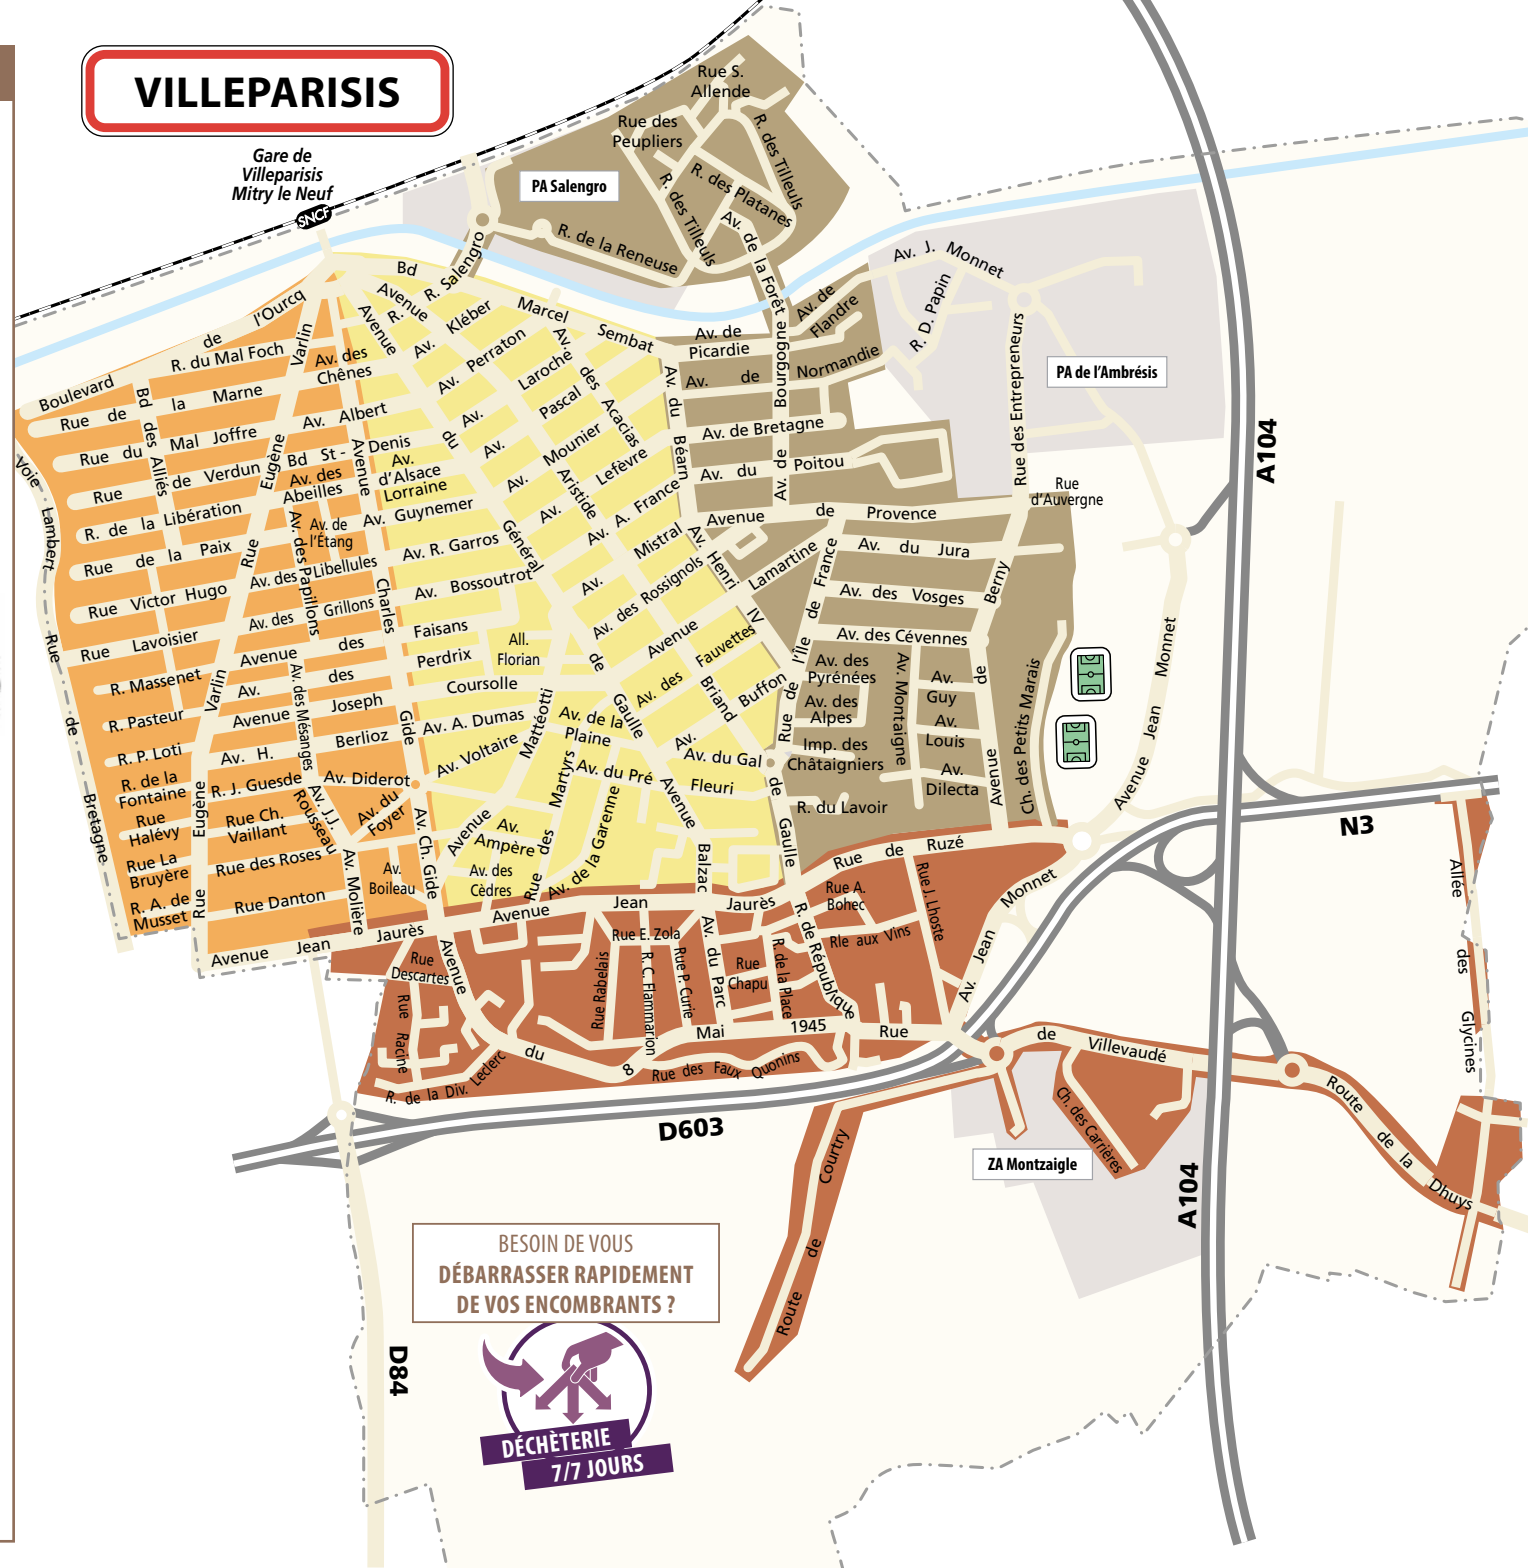 VILLEPARISIS
Gare de
Villeparisis
Mitry le Neuf
SNCF
PA Salengro
Rue S.
Allende
Rue des
Peupliers
R. des Tilleuls
R. des Platanes
R. des Tilleuls
R. de la Reneuse
Av. de la Forêt
R. Salengro
Bd Marcel Sembat
Av. J. Monnet
R. D. Papin
Rue des Entrepreneurs
PA de l'Ambrésis
Av. de
Flandre
Av. de
Picardie
Av. de Normandie
Av. de Bourgogne
Av. de Bretagne
Av. du Poitou
Av. du Béarn
Avenue de Provence
Rue
d'Auvergne
Av. du Jura
Av. des Vosges
Av. des Cévennes
Av. des
Pyrénées
Av. des
Alpes
Imp. des
Châtaigniers
R. du Lavoir
Av. Montaigne
Av.
Guy
Av.
Louis
Av.
Dilecta
Avenue de Berny
Ch. des Petits Marais
Avenue Jean Monnet
Rue de l'Île de France
Lamartine
Av. Henri IV
Boulevard de l'Ourcq
R. du Mal Foch
Rue de la Marne
Rue du Mal Joffre
Rue de Verdun
R. de la Libération
Rue de la Paix
Rue Victor Hugo
Rue Lavoisier
R. Massenet
R. Pasteur
R. P. Loti
R. de la
Fontaine
Rue
Halévy
Rue La
Bruyère
R. A. de
Musset
Bd des Alliés
Voie Lambert
Rue de Bretagne
Rue Eugène Varlin
Rue Eugène Varlin
Av. des
Chênes
Av. Albert
Bd St - Denis
Av. des
Abeilles
Av. de
l'Étang
Av. des Papillons
Av. des Libellules
Av. des Grillons
Avenue des Faisans
Av. des Perdrix
Avenue Joseph Coursolle
Av. H. Berlioz
Av. A. Dumas
R. J. Guesde
Av. Diderot
Av. Voltaire
Rue Ch.
Vaillant
Rue des Roses
Rue Danton
Av. des Mésanges
Av. J.J.
Rousseau
Av. du
Foyer
Av. Molière
Av.
Boileau
Avenue Charles Gide
Av. Ch. Gide
Avenue R.
Av. Kléber
Av. Perraton
Av. Laroche
Av. Pascal
Av. Mounier
Av. Lefèvre
Av. A. France
Av. Mistral
Av. des Rossignols
Avenue
Av. des Fauvettes
Av. Buffon
Av. des Acacias
Avenue du Général de Gaulle
Aristide Briand
Av.
d'Alsace
Lorraine
Av. Guynemer
Av. R. Garros
Av. Bossoutrot
All.
Florian
Avenue Mattéotti
Av. de la
Plaine
Av. du Pré Fleuri
Av. du Gal de Gaulle
Avenue Balzac
Rue des Martyrs
Av. de la Garenne
Av.
Ampère
Av. des
Cèdres
Avenue Jean Jaurès
Avenue Jean Jaurès
Rue de Ruzé
Rue A.
Bohec
Rue J. Lhoste
Rle aux Vins
R. de République
R. de la Place
Rue
Chapu
Av. du Parc
Rue E. Zola
Rue P. Curie
R. C. Flammarion
Rue Rabelais
Rue
Descartes
Rue Racine
R. de la Div. Leclerc
Avenue du 8 Mai 1945
Rue des Faux Quonins
Av. Jean Monnet
Rue de Villevaudé
Ch. des Carrières
ZA Montzaigle
Route de Courtry
Route de la Dhuys
Allée des Glycines
A104
A104
N3
D603
D84
BESOIN DE VOUS
DÉBARRASSER RAPIDEMENT
DE VOS ENCOMBRANTS ?
DÉCHÈTERIE
7/7 JOURS